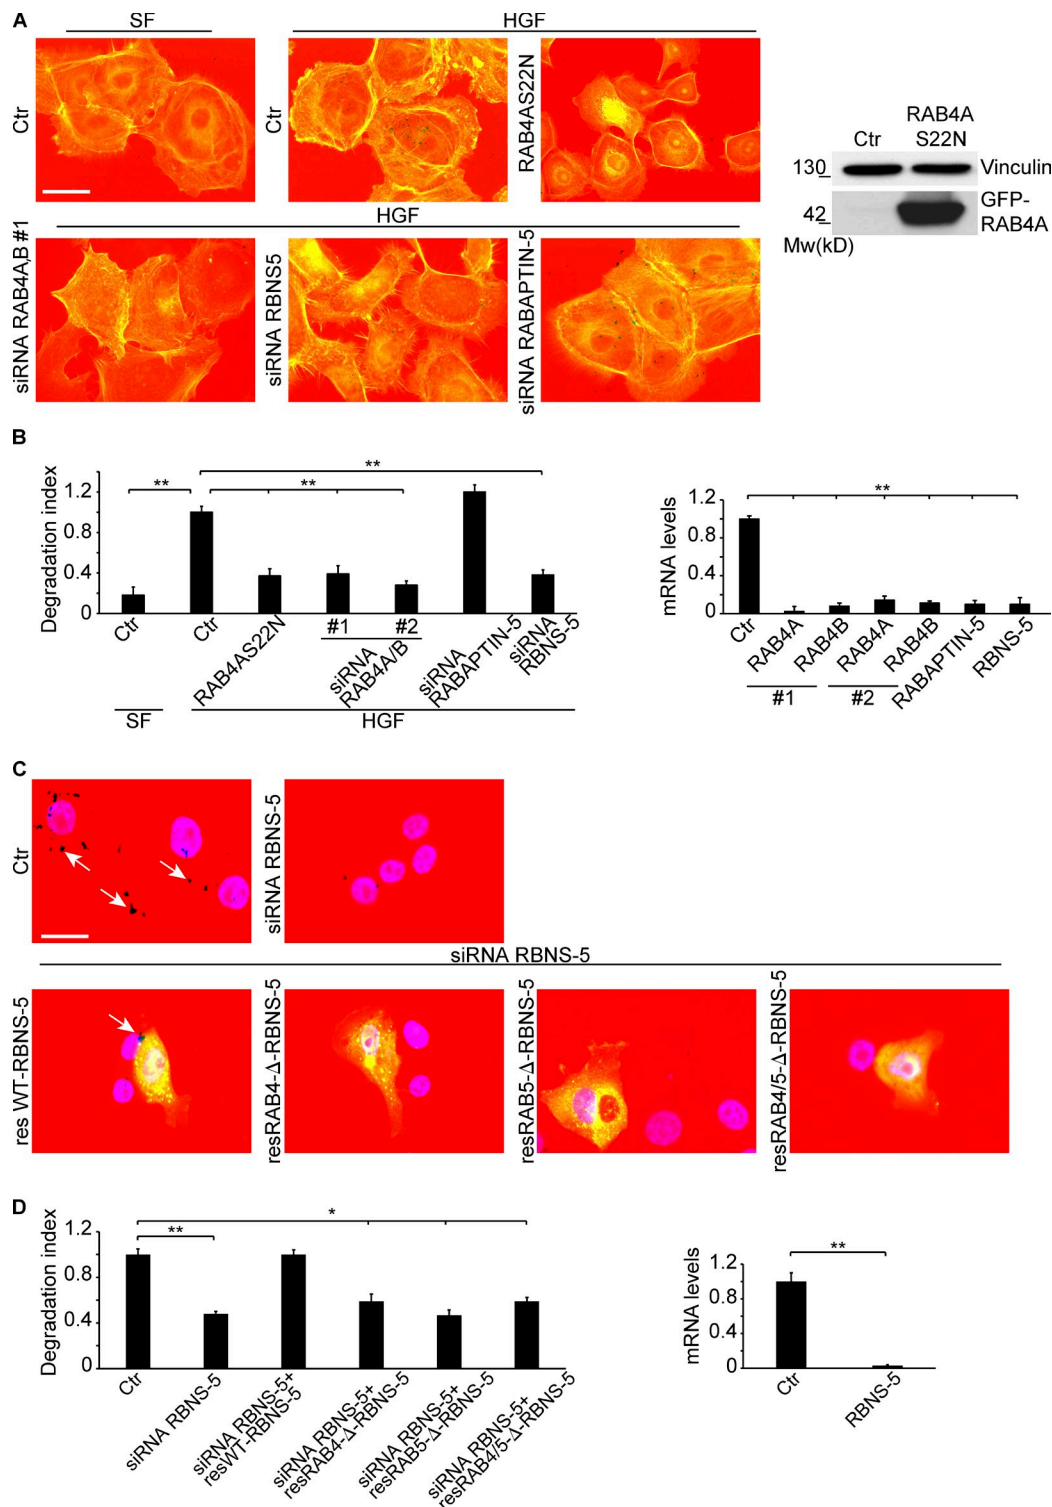 A
SF
HGF
Ctr
Ctr
RAB4AS22N
RAB4A
Ctr S22N
130 Vinculin
42 GFP-
RAB4A
Mw(kD)
HGF
siRNA RAB4A,B #1
siRNA RBNS5
siRNA RABAPTIN-5
B
Degradation index
1.2
0.8
0.4
0
** ** **
Ctr
Ctr
RAB4AS22N
#1 #2
siRNA
RAB4A/B
siRNA
RABAPTIN-5
siRNA
RBNS-5
SF HGF
mRNA levels
1.2
0.8
0.4
0
**
Ctr
RAB4A
RAB4B
RAB4A
RAB4B
RABAPTIN-5
RBNS-5
#1 #2
C
Ctr
siRNA RBNS-5
siRNA RBNS-5
res WT-RBNS-5
resRAB4-Δ-RBNS-5
resRAB5-Δ-RBNS-5
resRAB4/5-Δ-RBNS-5
D
Degradation index
1.2
0.8
0.4
0
*
**
Ctr
siRNA RBNS-5
siRNA RBNS-5+
resWT-RBNS-5
siRNA RBNS-5+
resRAB4-Δ-RBNS-5
siRNA RBNS-5+
resRAB5-Δ-RBNS-5
siRNA RBNS-5+
resRAB4/5-Δ-RBNS-5
mRNA levels
1.2
0.8
0.4
0
**
Ctr
RBNS-5